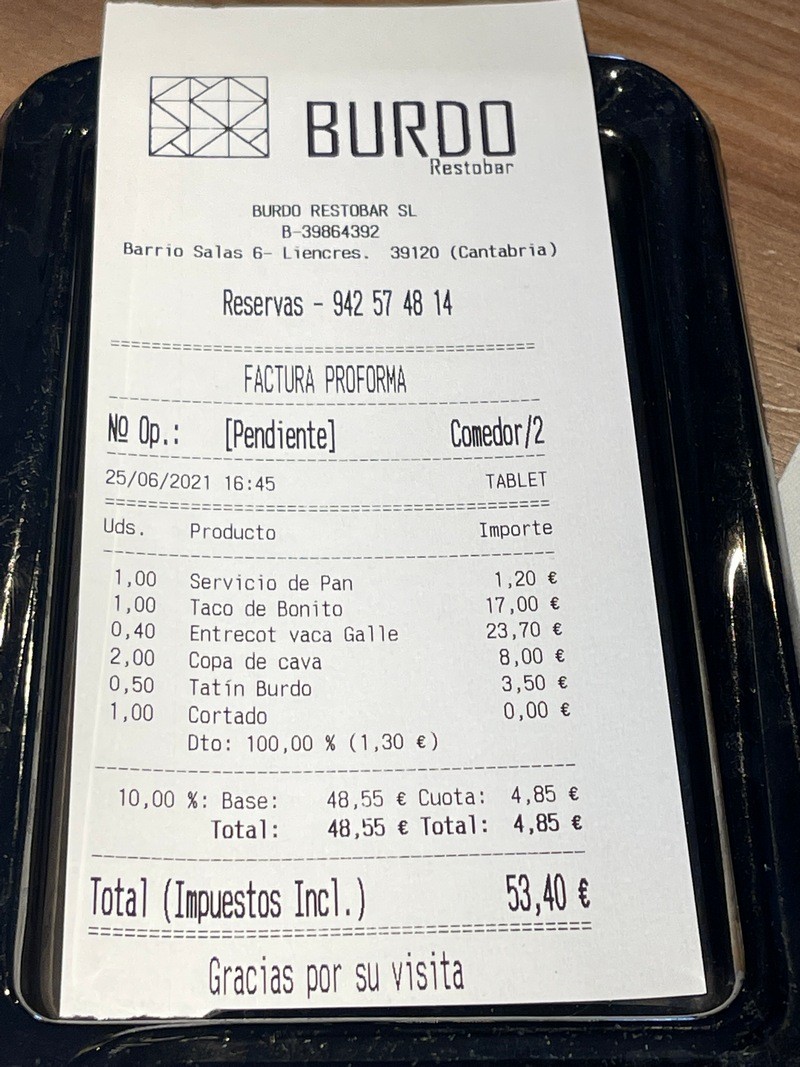 BURDO
Restobar
BURDO RESTOBAR SL
B-39864392
Barrio Salas 6- Liencres. 39120 (Cantabria)
Reservas - 942 57 48 14
FACTURA PROFORMA
Nº Op.: [Pendiente] Comedor/2
25/06/2021 16:45 TABLET
Uds. Producto Importe
1,00 Servicio de Pan 1,20 €
1,00 Taco de Bonito 17,00 €
0,40 Entrecot vaca Galle 23,70 €
2,00 Copa de cava 8,00 €
0,50 Tatín Burdo 3,50 €
1,00 Cortado 0,00 €
Dto: 100,00 % (1,30 €)
10,00 %: Base: 48,55 € Cuota: 4,85 €
Total: 48,55 € Total: 4,85 €
Total (Impuestos Incl.) 53,40 €
Gracias por su visita